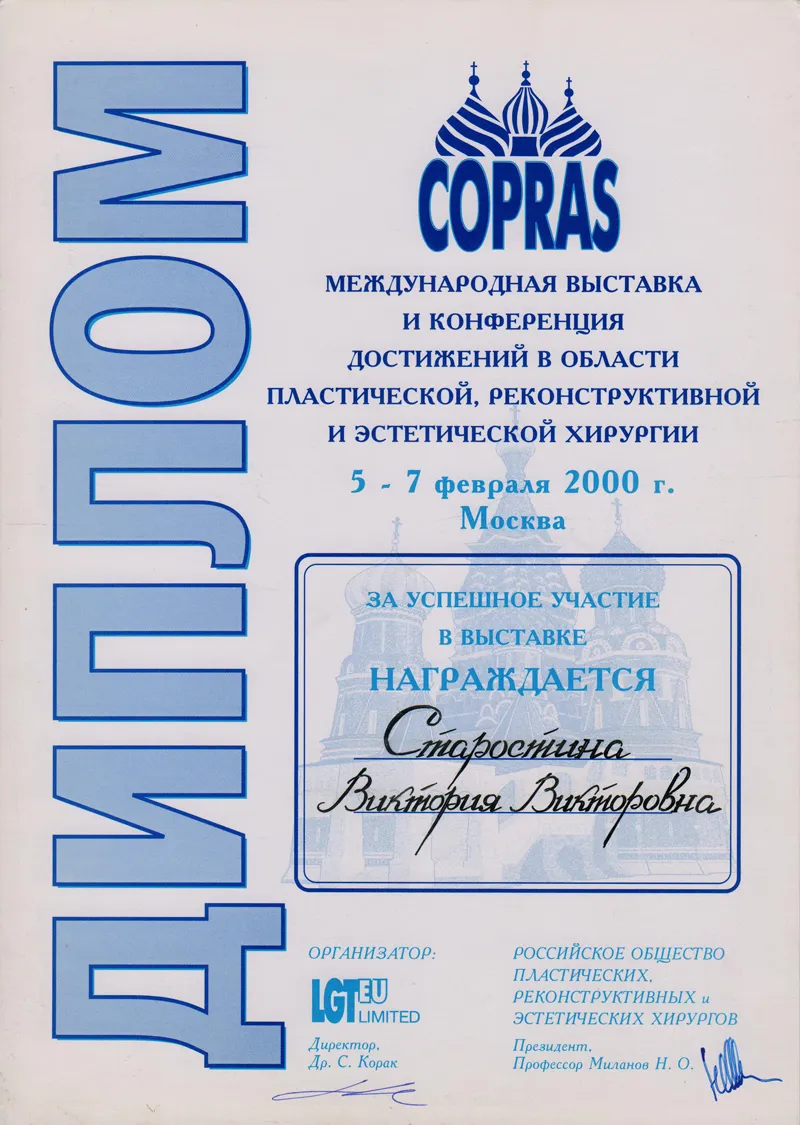 ДИПЛОМ
COPRAS
МЕЖДУНАРОДНАЯ ВЫСТАВКА
И КОНФЕРЕНЦИЯ
ДОСТИЖЕНИЙ В ОБЛАСТИ
ПЛАСТИЧЕСКОЙ, РЕКОНСТРУКТИВНОЙ
И ЭСТЕТИЧЕСКОЙ ХИРУРГИИ
5 - 7 февраля 2000 г.
Москва
ЗА УСПЕШНОЕ УЧАСТИЕ
В ВЫСТАВКЕ
НАГРАЖДАЕТСЯ
Старостина
Виктория Викторовна
ОРГАНИЗАТОР:
LGT EU
LIMITED
Директор,
Др. С. Корак
РОССИЙСКОЕ ОБЩЕСТВО
ПЛАСТИЧЕСКИХ,
РЕКОНСТРУКТИВНЫХ и
ЭСТЕТИЧЕСКИХ ХИРУРГОВ
Президент,
Профессор Миланов Н. О.